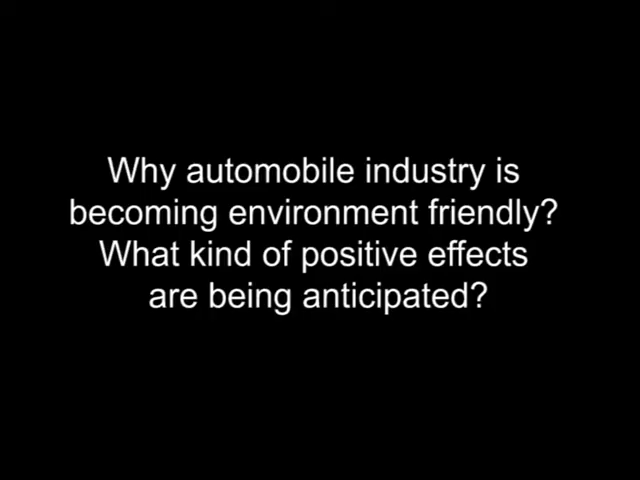 Why automobile industry is
becoming environment friendly?
What kind of positive effects
are being anticipated?